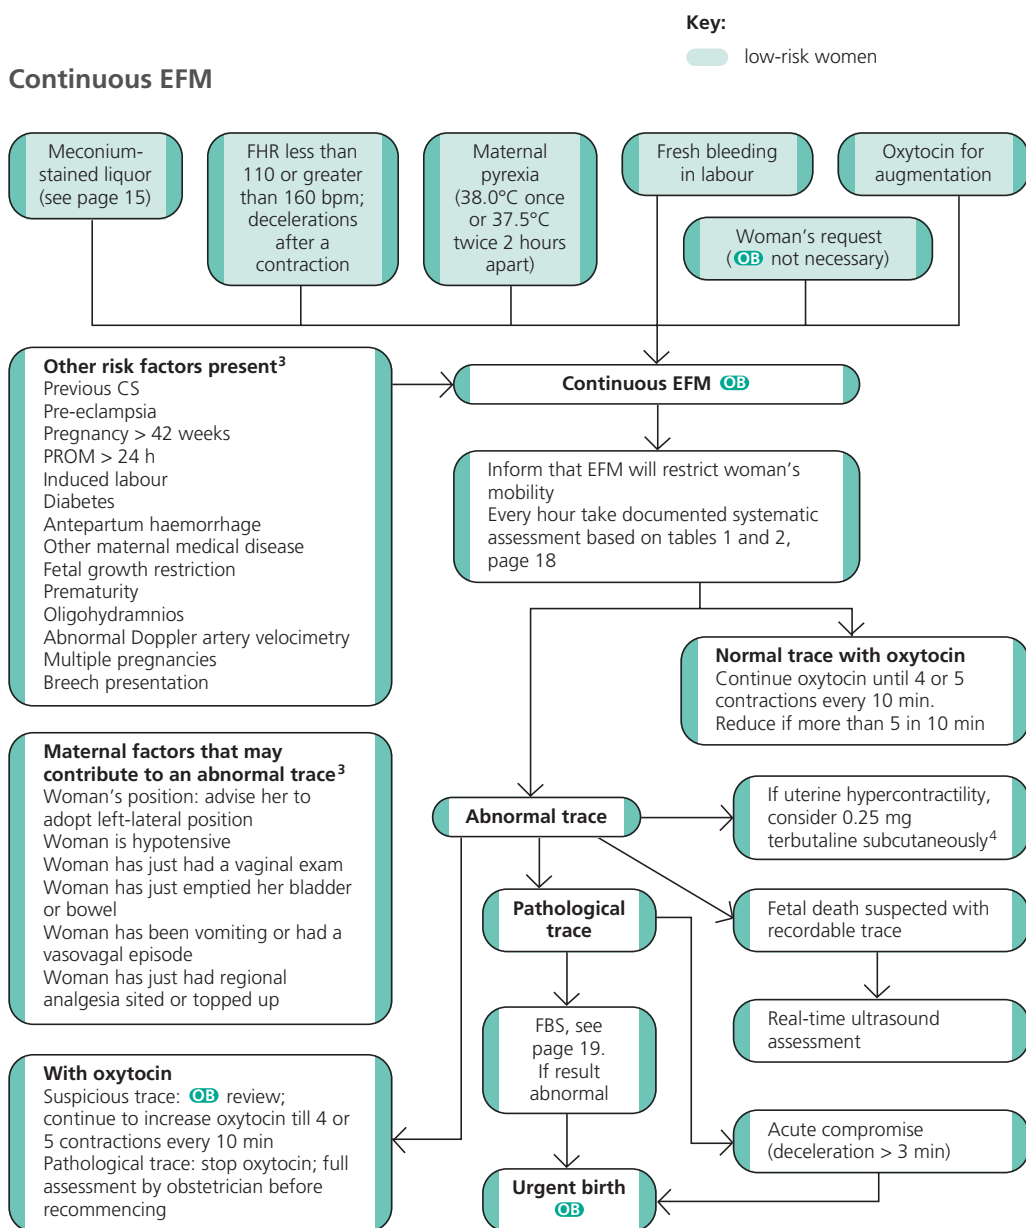 Key:
low-risk women
Continuous EFM
Meconium-
stained liquor
(see page 15)
FHR less than
110 or greater
than 160 bpm;
decelerations
after a
contraction
Maternal
pyrexia
(38.0°C once
or 37.5°C
twice 2 hours
apart)
Fresh bleeding
in labour
Oxytocin for
augmentation
Woman's request
(OB not necessary)
Other risk factors present³
Previous CS
Pre-eclampsia
Pregnancy > 42 weeks
PROM > 24 h
Induced labour
Diabetes
Antepartum haemorrhage
Other maternal medical disease
Fetal growth restriction
Prematurity
Oligohydramnios
Abnormal Doppler artery velocimetry
Multiple pregnancies
Breech presentation
Continuous EFM OB
Inform that EFM will restrict woman's
mobility
Every hour take documented systematic
assessment based on tables 1 and 2,
page 18
Normal trace with oxytocin
Continue oxytocin until 4 or 5
contractions every 10 min.
Reduce if more than 5 in 10 min
Maternal factors that may
contribute to an abnormal trace³
Woman's position: advise her to
adopt left-lateral position
Woman is hypotensive
Woman has just had a vaginal exam
Woman has just emptied her bladder
or bowel
Woman has been vomiting or had a
vasovagal episode
Woman has just had regional
analgesia sited or topped up
Abnormal trace
If uterine hypercontractility,
consider 0.25 mg
terbutaline subcutaneously⁴
Pathological
trace
Fetal death suspected with
recordable trace
FBS, see
page 19.
If result
abnormal
Real-time ultrasound
assessment
With oxytocin
Suspicious trace: OB review;
continue to increase oxytocin till 4 or
5 contractions every 10 min
Pathological trace: stop oxytocin; full
assessment by obstetrician before
recommencing
Acute compromise
(deceleration > 3 min)
Urgent birth
OB